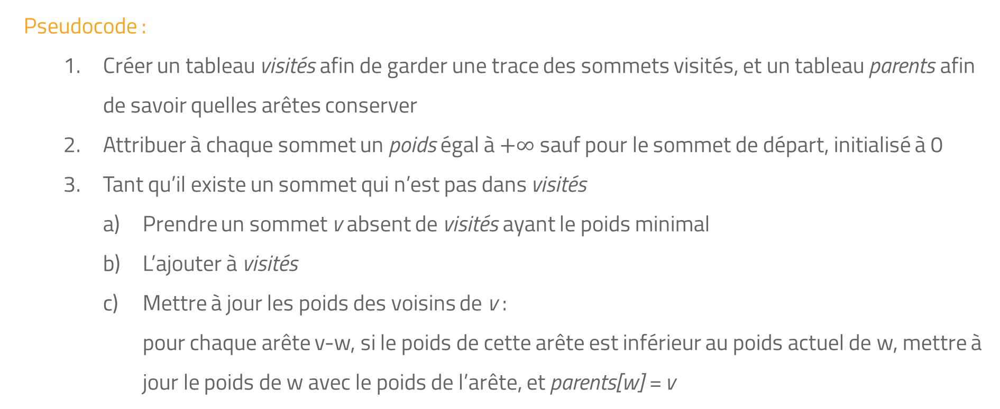 Pseudocode :
1. Créer un tableau visités afin de garder une trace des sommets visités, et un tableau parents afin
de savoir quelles arêtes conserver
2. Attribuer à chaque sommet un poids égal à +∞ sauf pour le sommet de départ, initialisé à 0
3. Tant qu’il existe un sommet qui n’est pas dans visités
a) Prendre un sommet v absent de visités ayant le poids minimal
b) L’ajouter à visités
c) Mettre à jour les poids des voisins de v :
pour chaque arête v-w, si le poids de cette arête est inférieur au poids actuel de w, mettre à
jour le poids de w avec le poids de l’arête, et parents[w] = v